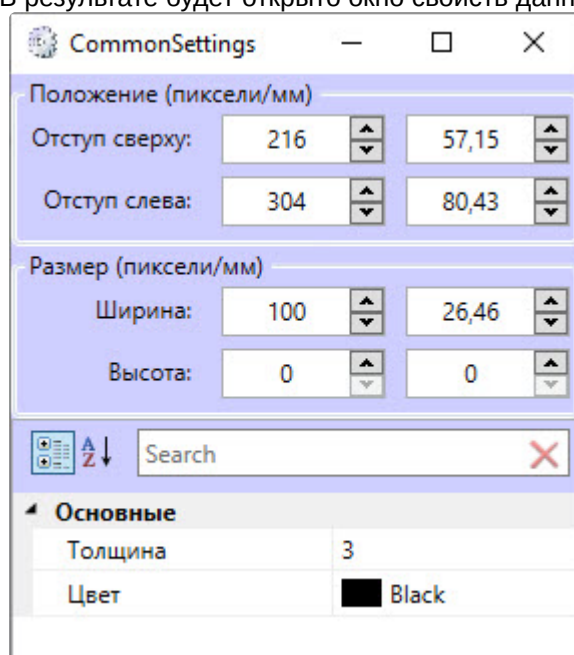 В результате будет открыто окно свойств данн
CommonSettings
Положение (пиксели/мм)
Отступ сверху: 216 57,15
Отступ слева: 304 80,43
Размер (пиксели/мм)
Ширина: 100 26,46
Высота: 0 0
A Z Search
Основные
Толщина 3
Цвет Black